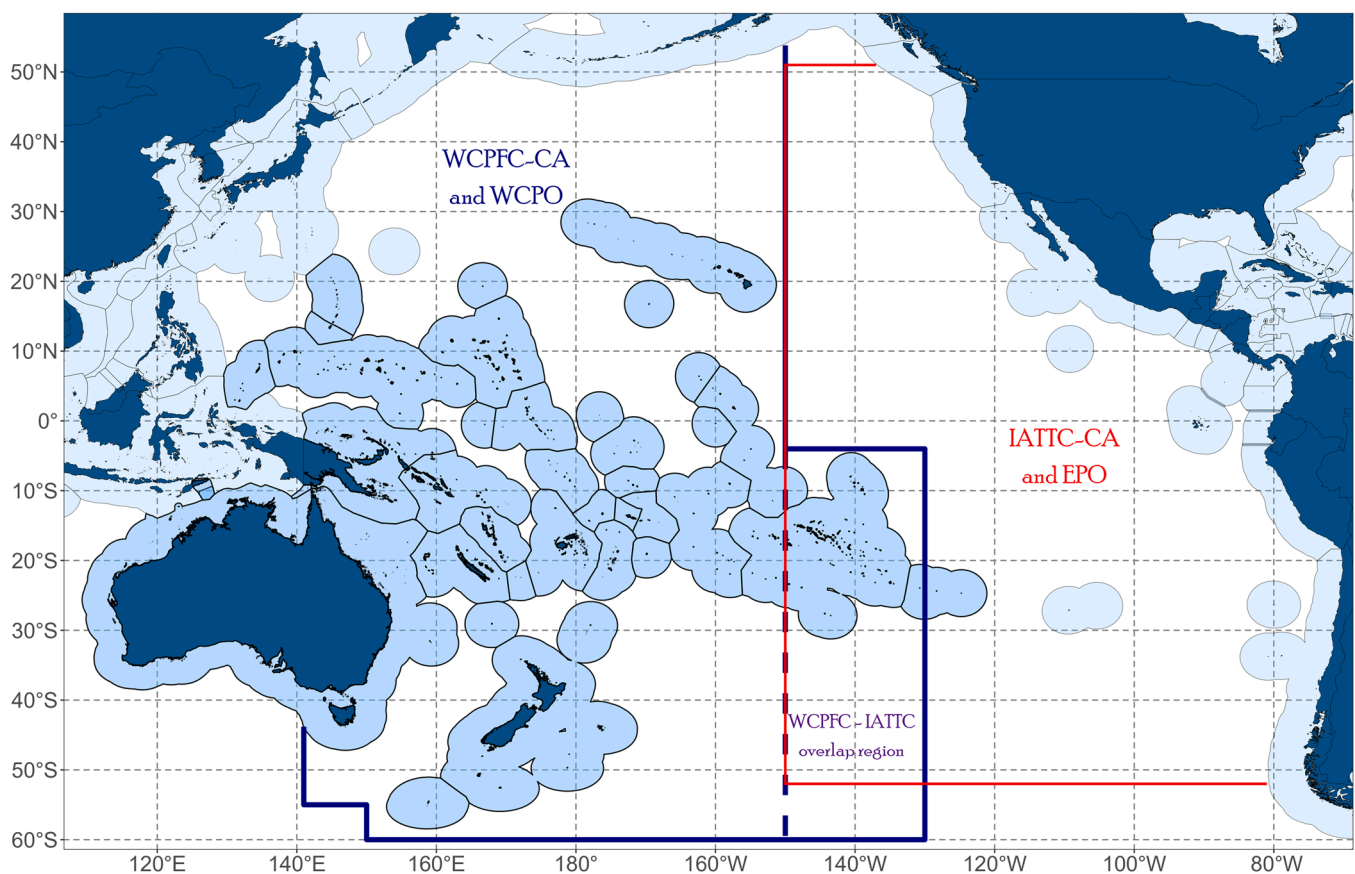 50°N
40°N
30°N
20°N
10°N
0°
10°S
20°S
30°S
40°S
50°S
60°S
WCPFC-CA
and WCPO
IATTC-CA
and EPO
WCPFC - IATTC
overlap region
120°E
140°E
160°E
180°
160°W
140°W
120°W
100°W
80°W